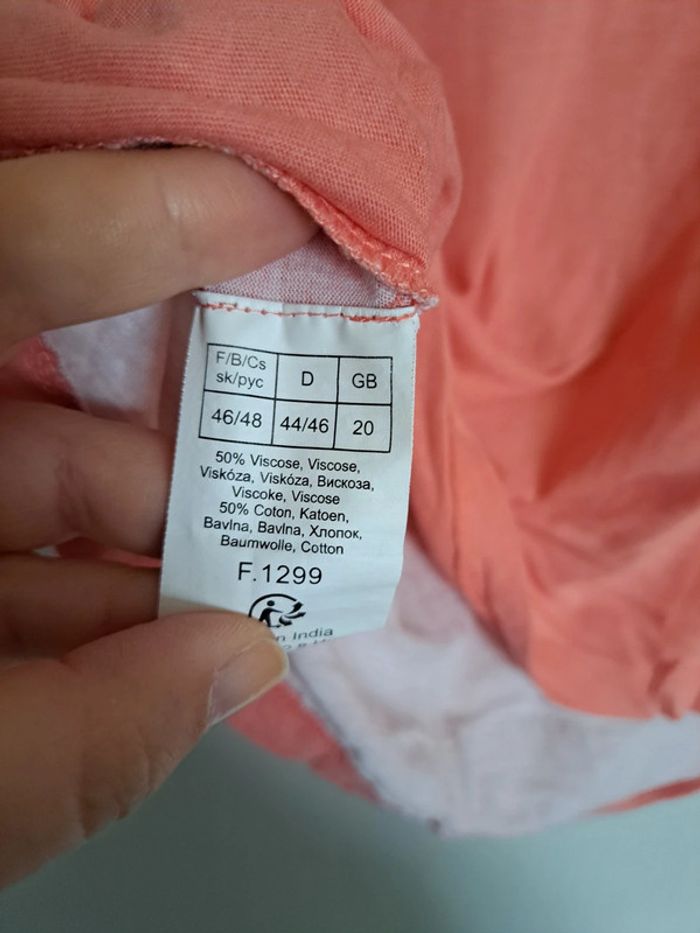 F/B/Cs D GB
sk/рус
46/48 44/46 20
50% Viscose, Viscose,
Viskóza, Viskóza, Вискоза,
Viscoke, Viscose
50% Coton, Katoen,
Bavlna, Bavlna, Хлопок,
Baumwolle, Cotton
F.1299
India